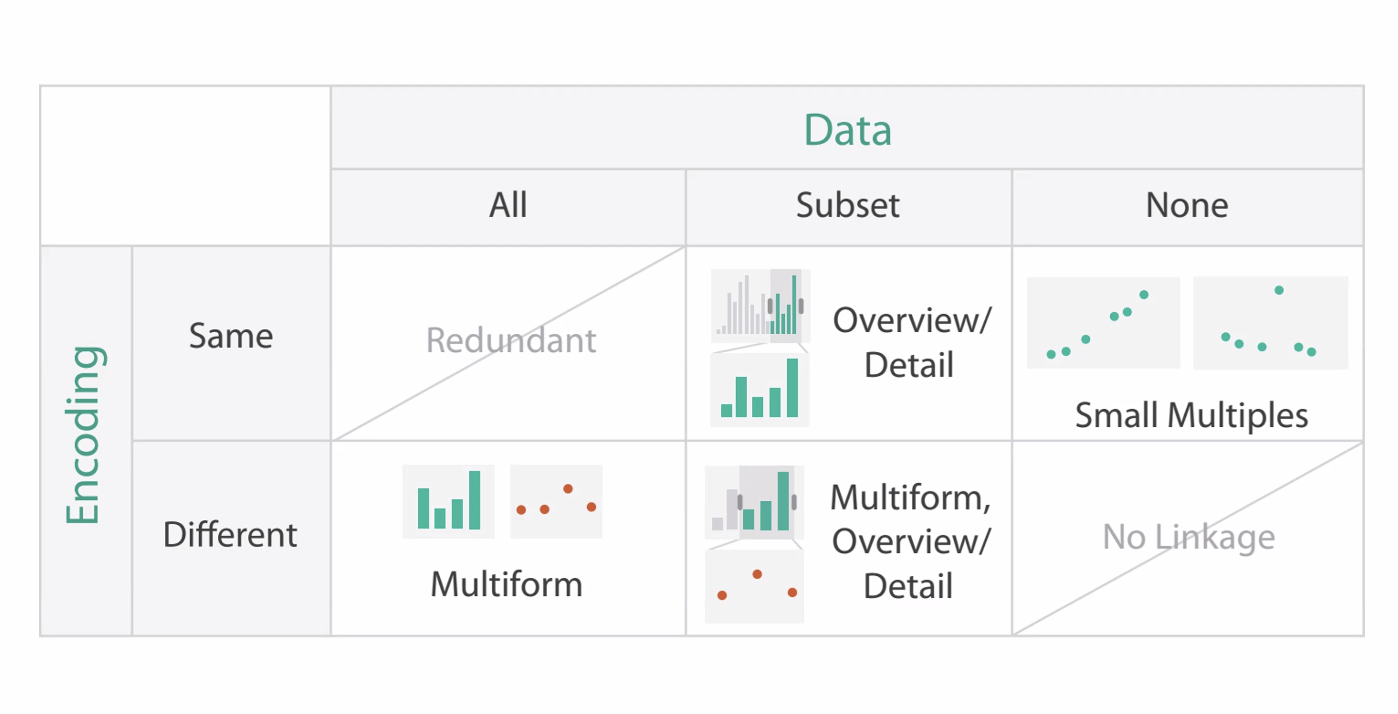 Data
All
Subset
None
Encoding
Same
Redundant
Overview/
Detail
Small Multiples
Different
Multiform
Multiform,
Overview/
Detail
No Linkage